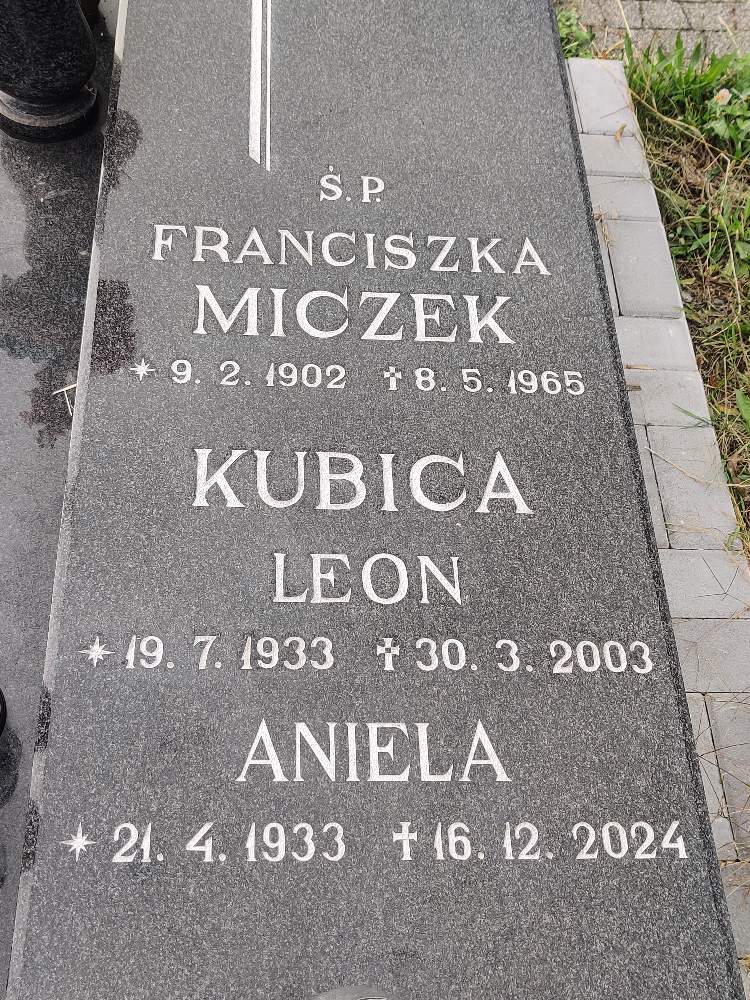 Ś.P.
FRANCISZKA
MICZEK
9. 2. 1902 8. 5. 1965
KUBICA
LEON
19. 7. 1933 30. 3. 2003
ANIELA
21. 4. 1933 16. 12. 2024